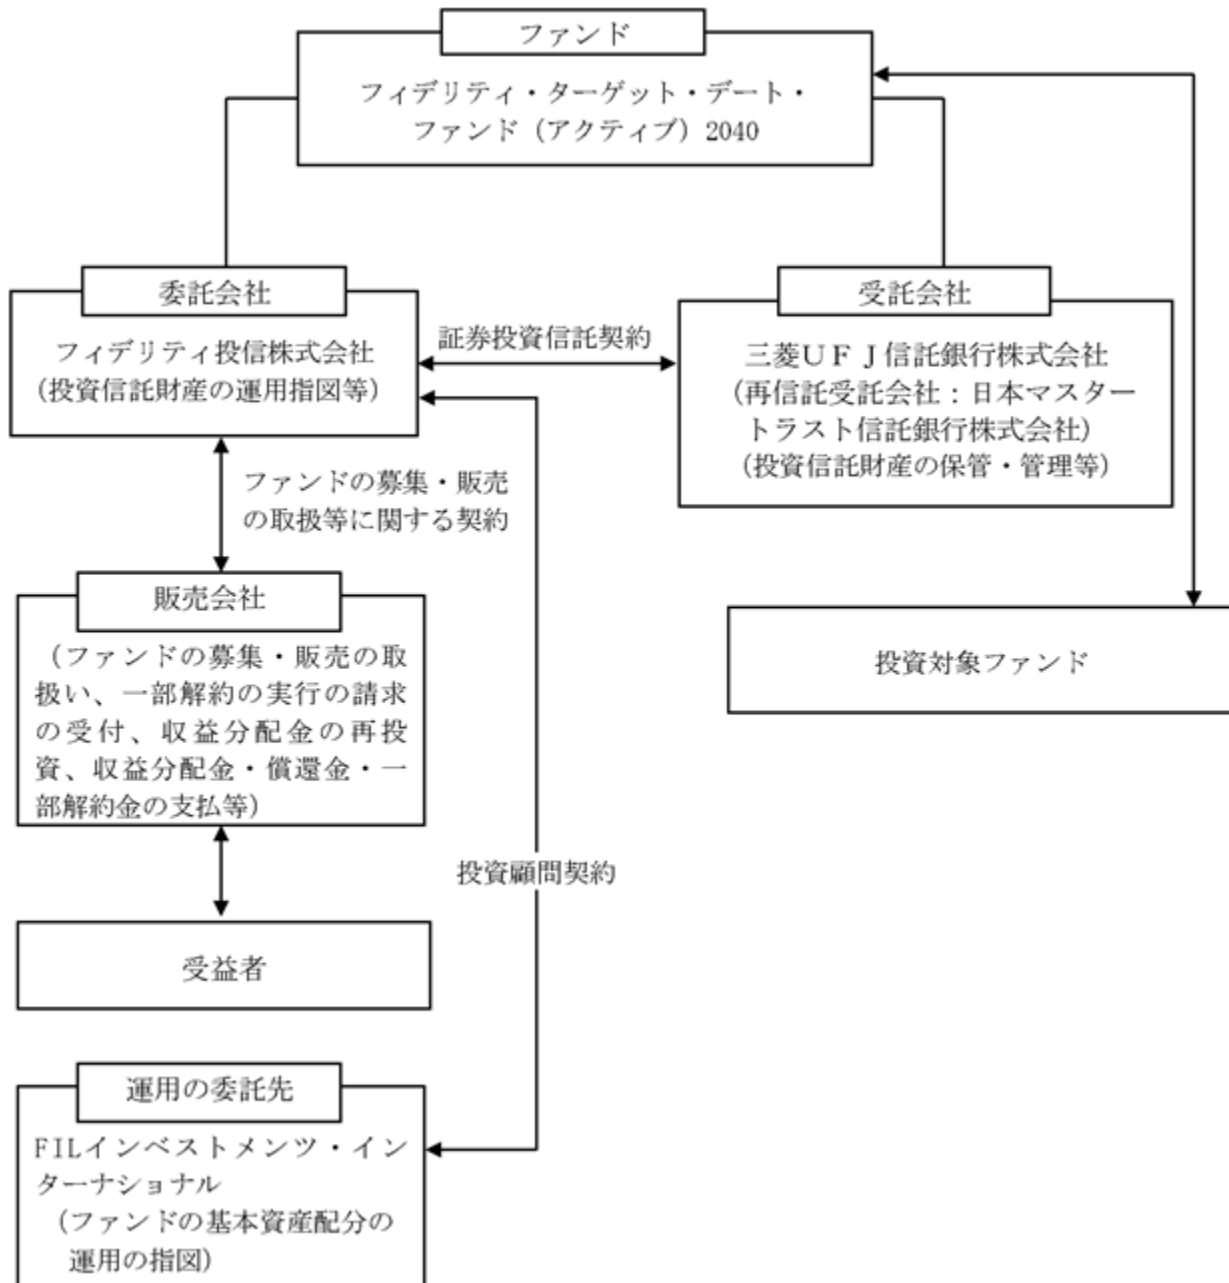 ファンド
フィデリティ・ターゲット・デート・
ファンド（アクティブ）2040
委託会社
フィデリティ投信株式会社
（投資信託財産の運用指図等）
証券投資信託契約
受託会社
三菱ＵＦＪ信託銀行株式会社
（再信託受託会社：日本マスター
トラスト信託銀行株式会社）
（投資信託財産の保管・管理等）
ファンドの募集・販売
の取扱等に関する契約
販売会社
（ファンドの募集・販売の取
扱い、一部解約の実行の請求
の受付、収益分配金の再投
資、収益分配金・償還金・一
部解約金の支払等）
投資対象ファンド
投資顧問契約
受益者
運用の委託先
FILインベストメンツ・イン
ターナショナル
（ファンドの基本資産配分の
運用の指図）